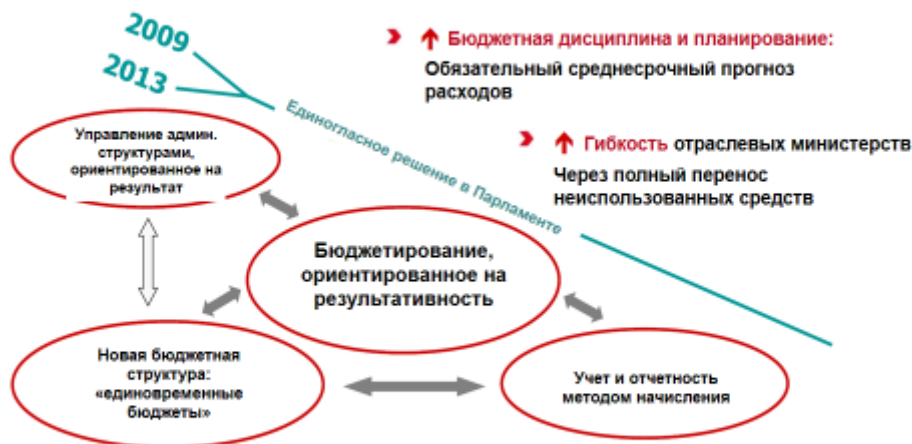 2009
2013
Бюджетная дисциплина и планирование:
Обязательный среднесрочный прогноз
расходов
Единогласное решение в Парламенте
Гибкость отраслевых министерств
Через полный перенос
неиспользованных средств
Управление админ.
структурами,
ориентированное на
результат
Бюджетирование,
ориентированное на
результативность
Новая бюджетная
структура:
«единовременные
бюджеты»
Учет и отчетность
методом начисления